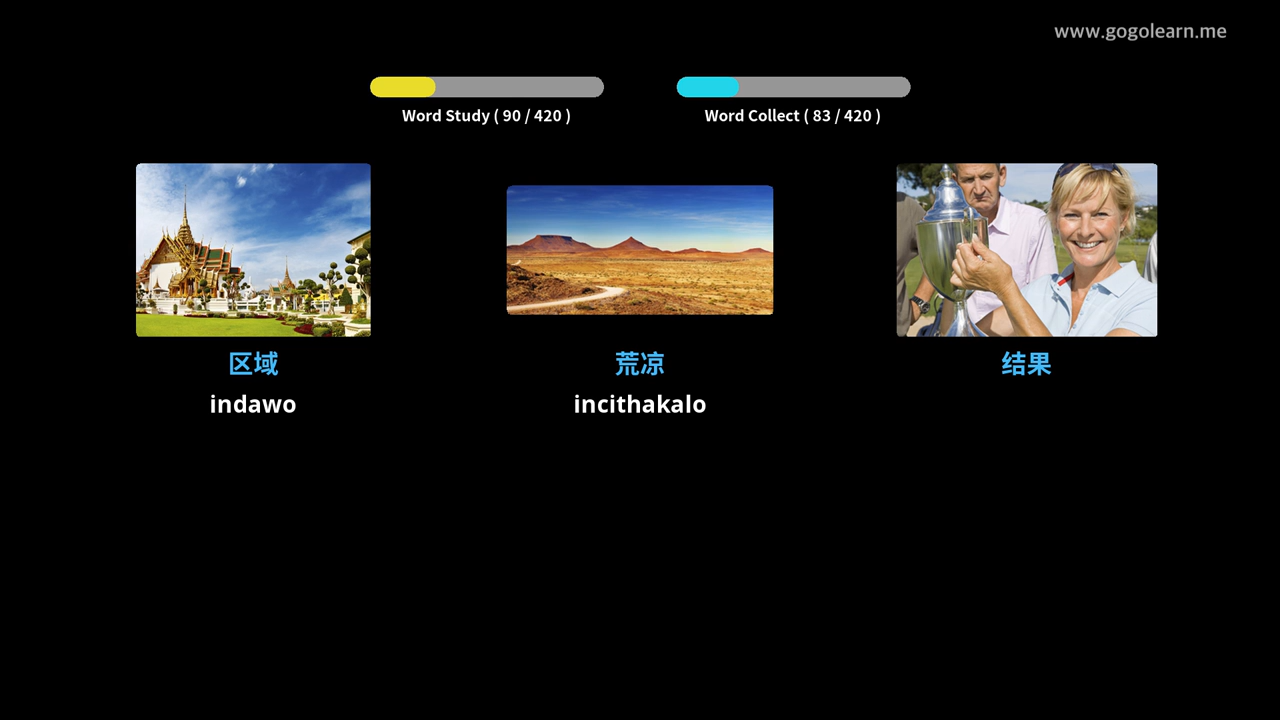 www.gogolearn.me
Word Study ( 90 / 420 )
Word Collect ( 83 / 420 )
区域
荒凉
结果
indawo
incithakalo